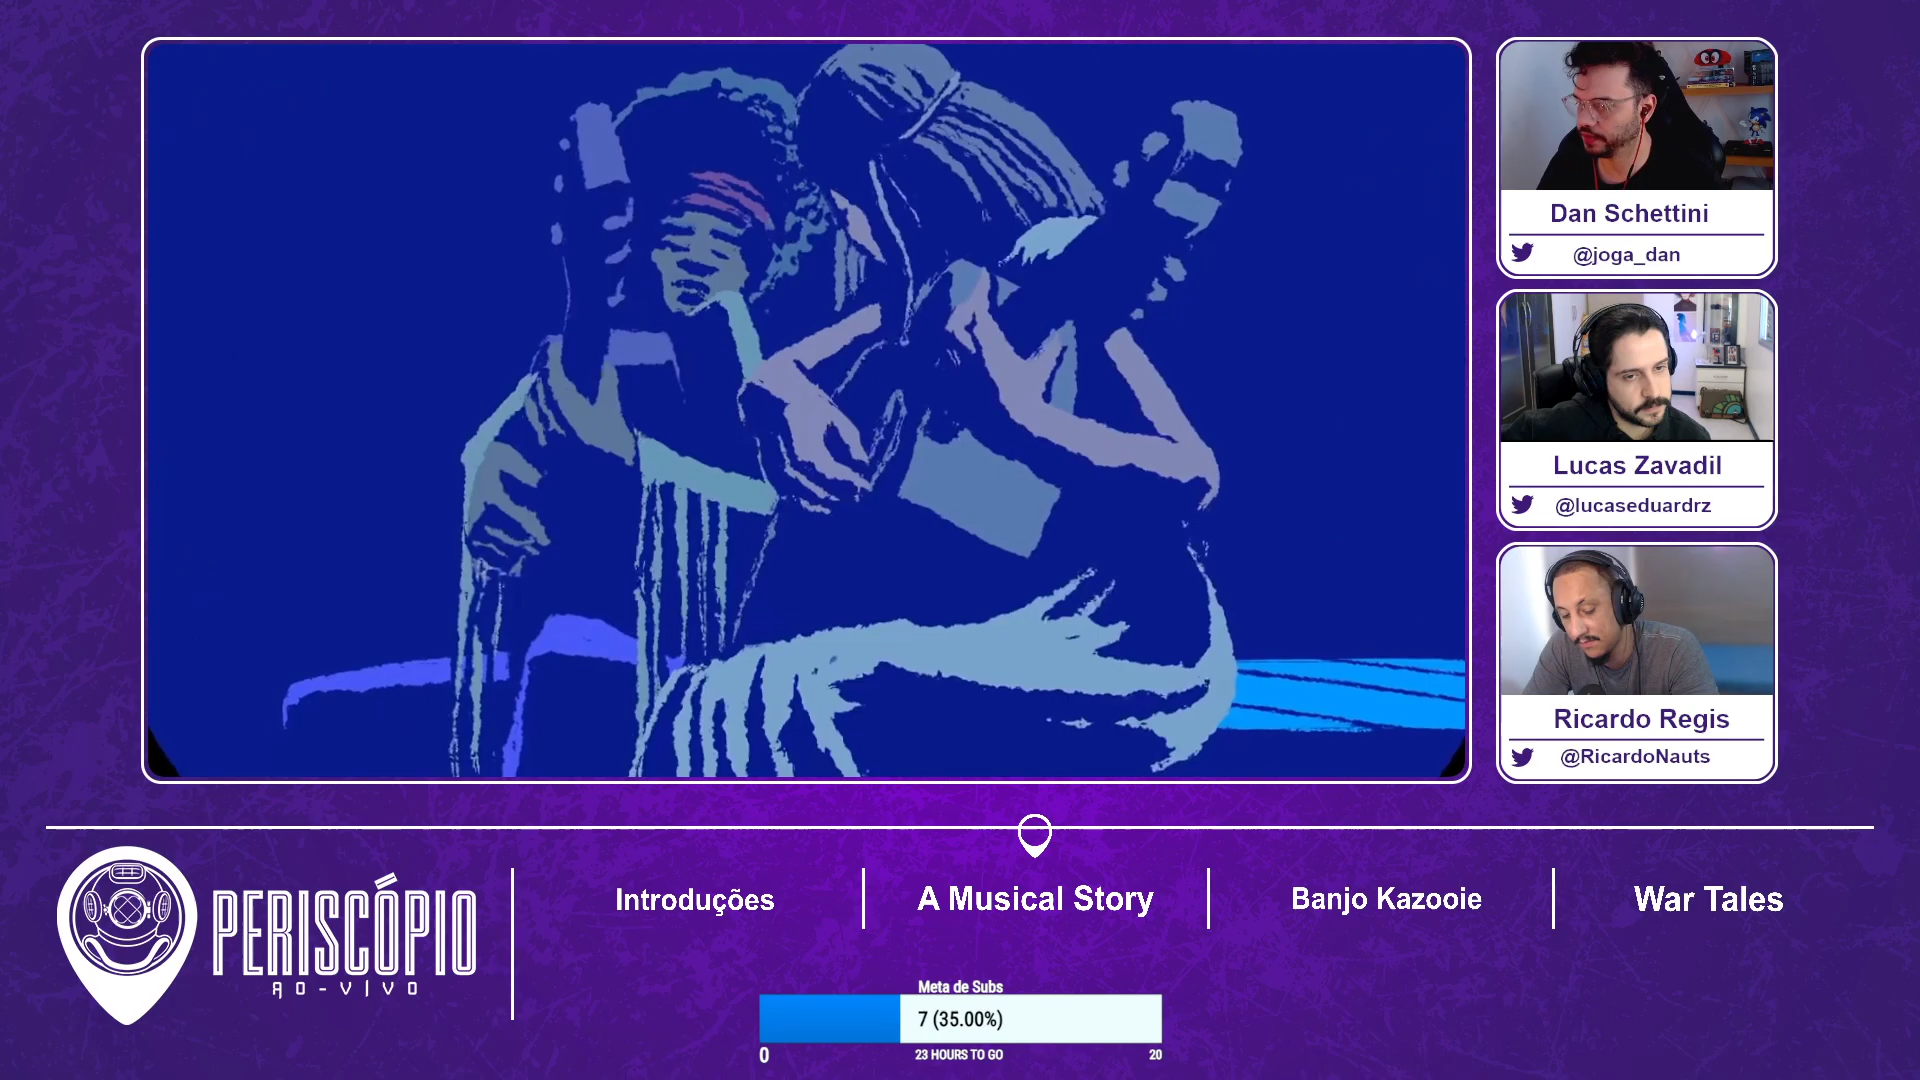 Dan Schettini
@joga_dan
Lucas Zavadil
@lucaseduardrz
Ricardo Regis
@RicardoNauts
PERISCÓPIO
AO-VIVO
Introduções
A Musical Story
Banjo Kazooie
War Tales
Meta de Subs
7 (35.00%)
0
23 HOURS TO GO
20